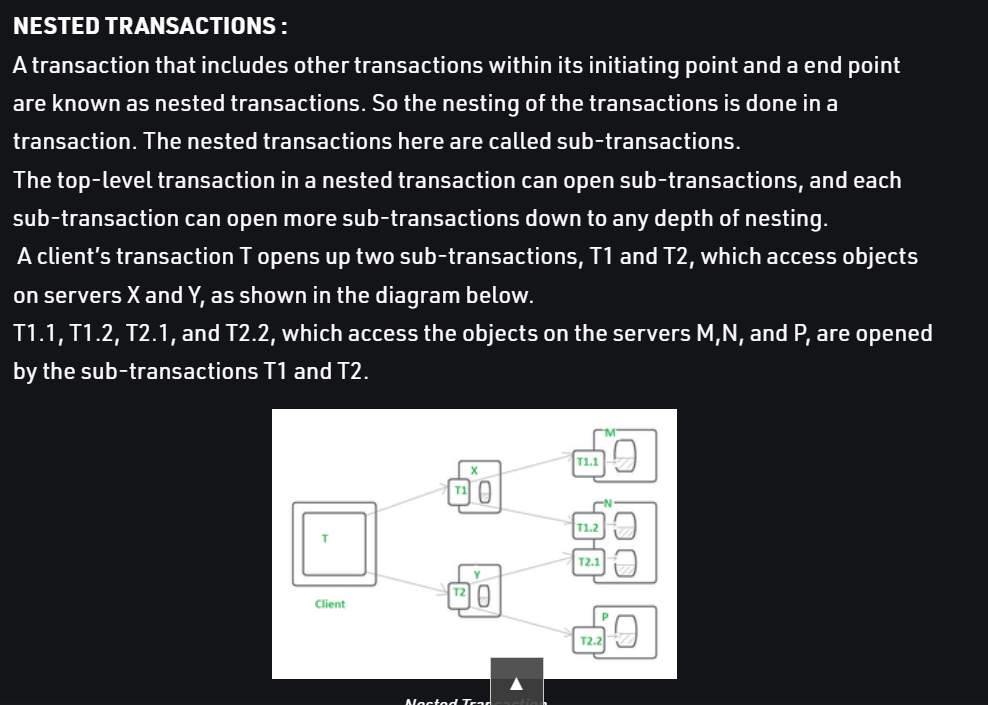 NESTED TRANSACTIONS :
A transaction that includes other transactions within its initiating point and a end point
are known as nested transactions. So the nesting of the transactions is done in a
transaction. The nested transactions here are called sub-transactions.
The top-level transaction in a nested transaction can open sub-transactions, and each
sub-transaction can open more sub-transactions down to any depth of nesting.
A client's transaction T opens up two sub-transactions, T1 and T2, which access objects
on servers X and Y, as shown in the diagram below.
T1.1, T1.2, T2.1, and T2.2, which access the objects on the servers M,N, and P, are opened
by the sub-transactions T1 and T2.
M
T1.1
X
T1
N
T1.2
T
T2.1
Y
T2
Client
P
T2.2
Nested